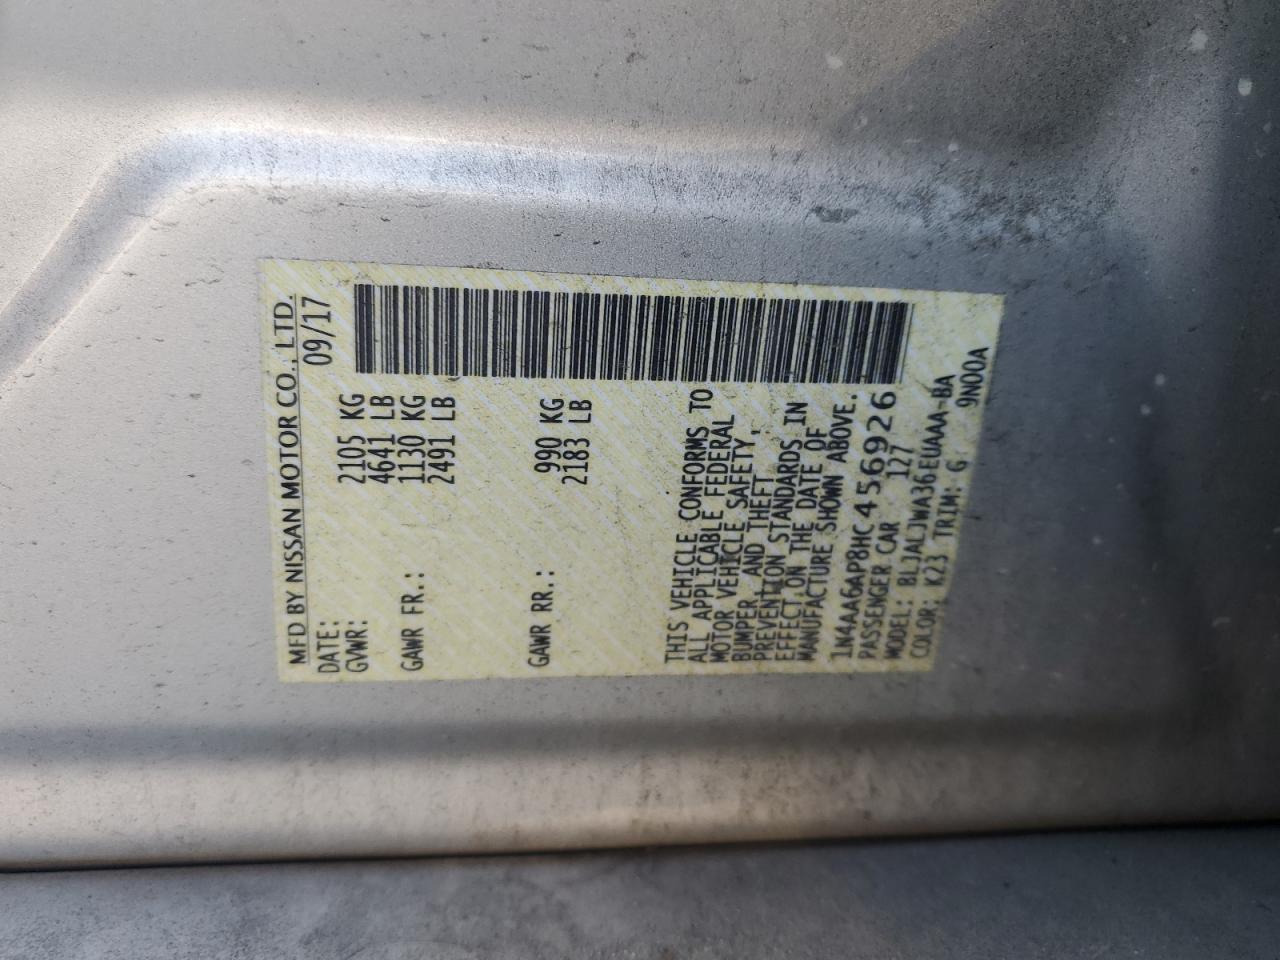 MFD BY NISSAN MOTOR CO., LTD.
DATE: 09/17
GVWR: 2105 KG
4641 LB
GAWR FR.: 1130 KG
2491 LB
GAWR RR.: 990 KG
2183 LB
THIS VEHICLE CONFORMS TO
ALL APPLICABLE FEDERAL
MOTOR VEHICLE SAFETY,
BUMPER, AND THEFT
PREVENTION STANDARDS IN
EFFECT ON THE DATE OF
MANUFACTURE SHOWN ABOVE.
1N4AA6AP8HC456926
PASSENGER CAR 127
MODEL: BLJALJWA36EUAAA-BA
COLOR: K23 TRIM: G 9N00A